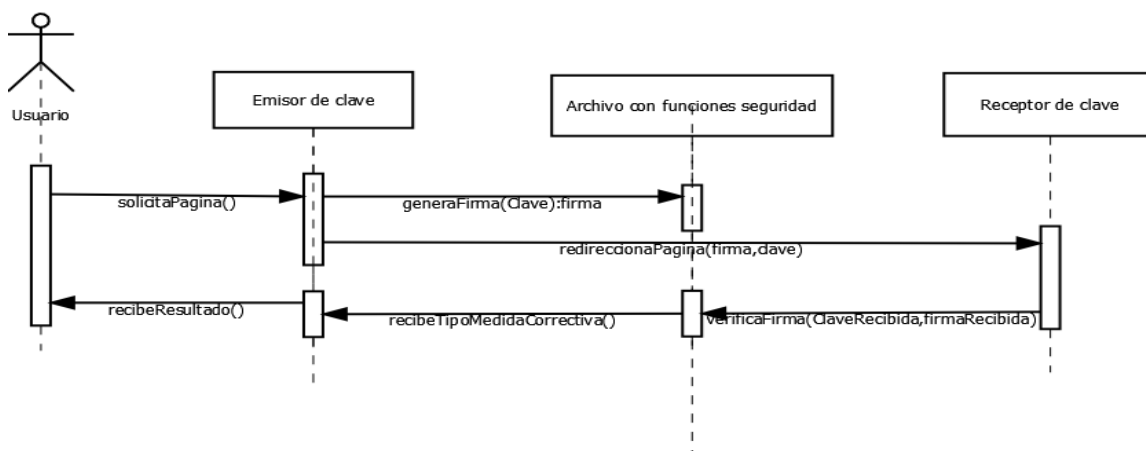 Usuario
Emisor de clave
Archivo con funciones seguridad
Receptor de clave
solicitaPagina()
generaFirma(Clave):firma
redireccionaPagina(firma,clave)
recibeResultado()
recibeTipoMedidaCorrectiva()
verificaFirma(ClaveRecibida,firmaRecibida)